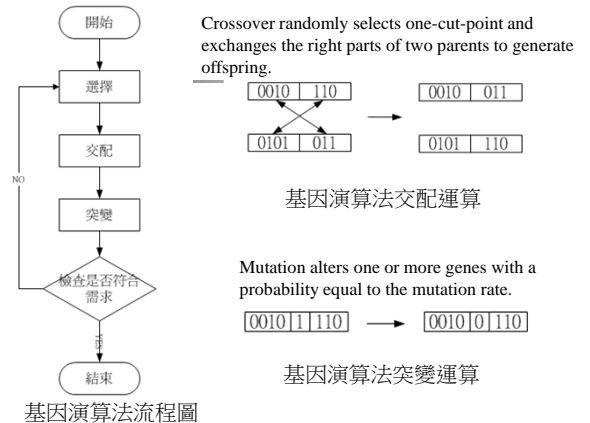 開始
選擇
交配
突變
檢查是否符合
需求
NO
YES
結束
基因演算法流程圖
Crossover randomly selects one-cut-point and
exchanges the right parts of two parents to generate
offspring.
0010 110
0010 011
0101 011
0101 110
基因演算法交配運算
Mutation alters one or more genes with a
probability equal to the mutation rate.
0010 1 110
0010 0 110
基因演算法突變運算